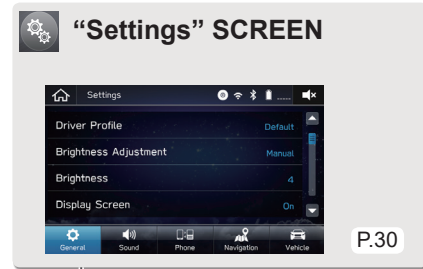 “Settings” SCREEN
Settings
Driver Profile Default
Brightness Adjustment Manual
Brightness 4
Display Screen On
General Sound Phone Navigation Vehicle
P.30